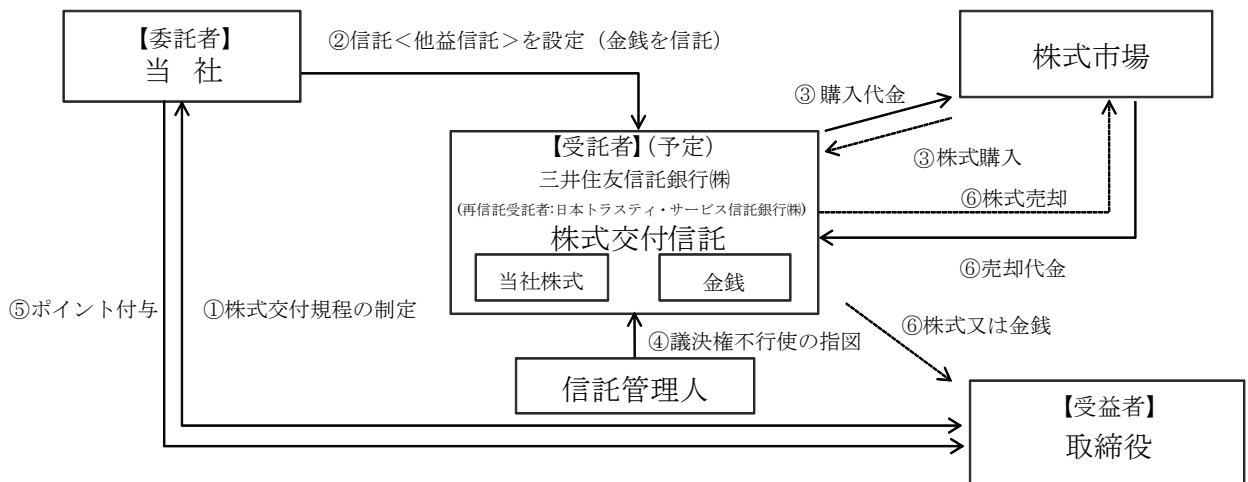 【委託者】
当 社
②信託＜他益信託＞を設定（金銭を信託）
株式市場
③購入代金
③株式購入
【受託者】（予定）
三井住友信託銀行㈱
(再信託受託者:日本トラスティ・サービス信託銀行㈱)
株式交付信託
当社株式
金銭
⑥株式売却
⑥売却代金
⑤ポイント付与
①株式交付規程の制定
④議決権不行使の指図
⑥株式又は金銭
信託管理人
【受益者】
取締役